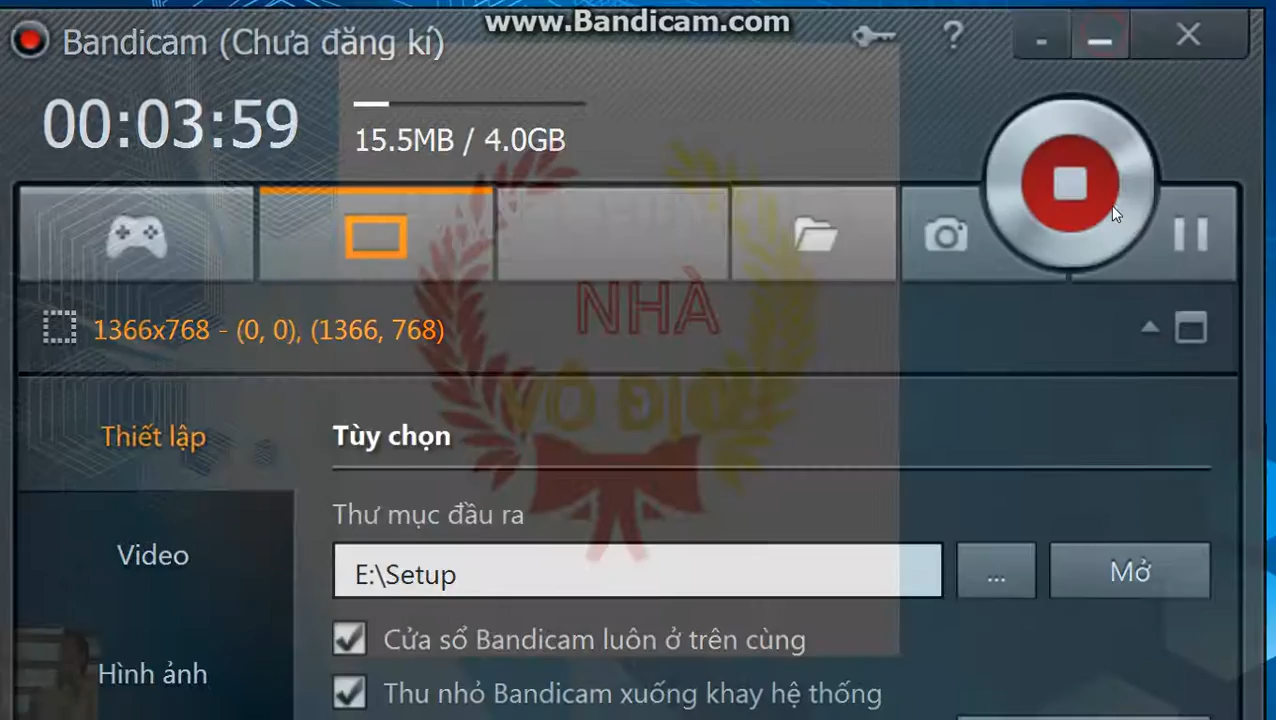 www.Bandicam.com
Bandicam (Chưa đăng kí)
00:03:59
15.5MB / 4.0GB
1366x768 - (0, 0), (1366, 768)
NHÀ
VÔ ĐỊCH
Thiết lập
Tùy chọn
Thư mục đầu ra
Video
E:\Setup
...
Mở
Cửa sổ Bandicam luôn ở trên cùng
Hình ảnh
Thu nhỏ Bandicam xuống khay hệ thống